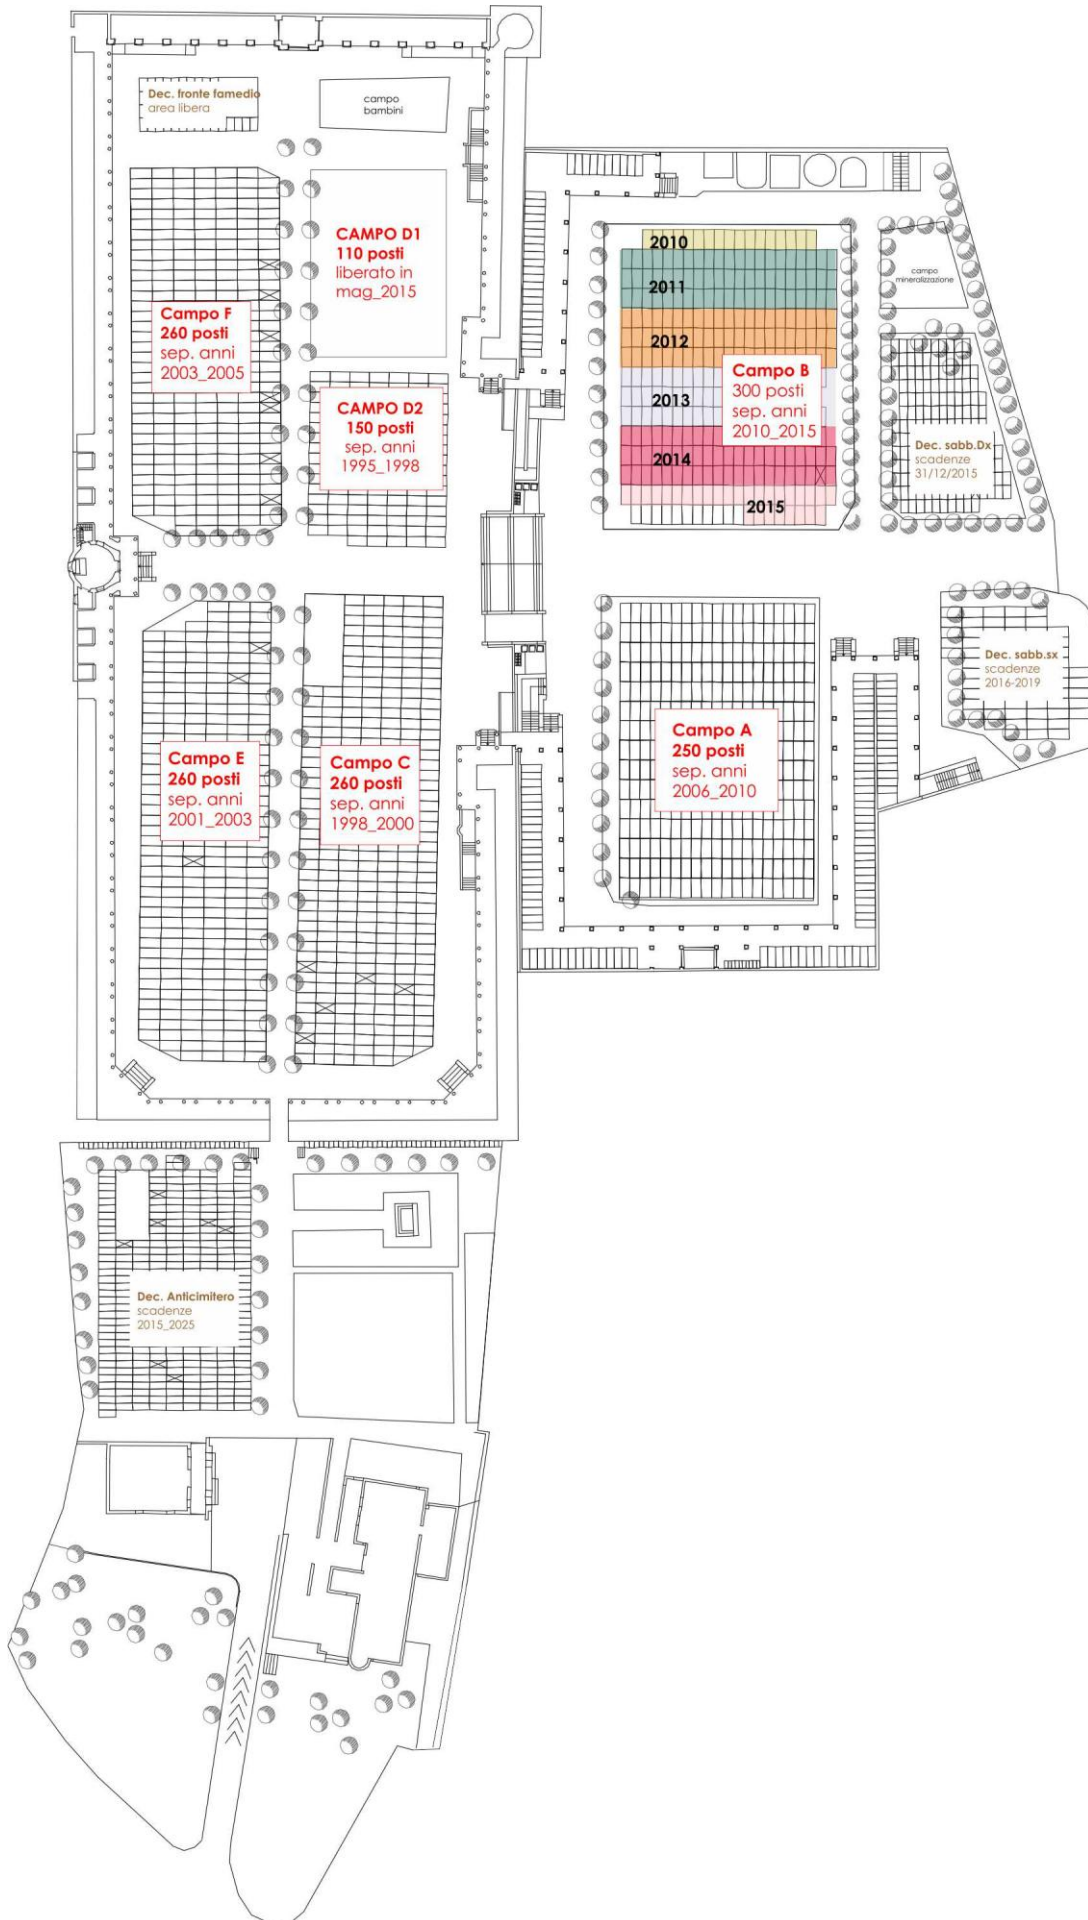 Dec. fronte famedio
area libera
campo
bambini
CAMPO D1
110 posti
liberato in
mag_2015
Campo F
260 posti
sep. anni
2003_2005
CAMPO D2
150 posti
sep. anni
1995_1998
2010
2011
2012
2013
2014
2015
Campo B
300 posti
sep. anni
2010_2015
campo
mineralizzazione
Dec. sabb.Dx
scadenze
31/12/2015
Dec. sabb.sx
scadenze
2016-2019
Campo E
260 posti
sep. anni
2001_2003
Campo C
260 posti
sep. anni
1998_2000
Campo A
250 posti
sep. anni
2006_2010
Dec. Anticimitero
scadenze
2015_2025